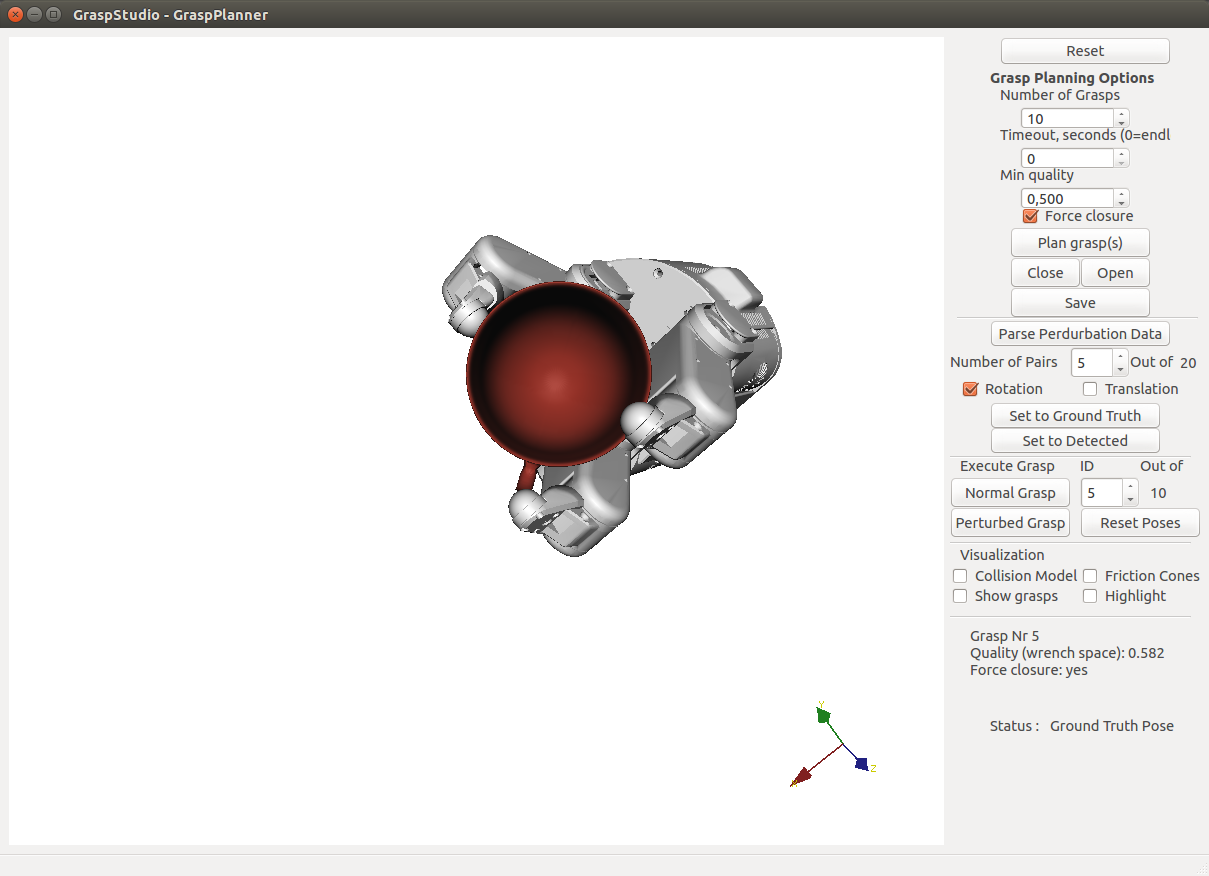 GraspStudio - GraspPlanner
Reset
Grasp Planning Options
Number of Grasps
10
Timeout, seconds (0=endl
0
Min quality
0,500
Force closure
Plan grasp(s)
Close Open
Save
Parse Perdurbation Data
Number of Pairs 5 Out of 20
Rotation Translation
Set to Ground Truth
Set to Detected
Execute Grasp ID Out of
Normal Grasp 5 10
Perturbed Grasp Reset Poses
Visualization
Collision Model Friction Cones
Show grasps Highlight
Grasp Nr 5
Quality (wrench space): 0.582
Force closure: yes
Status : Ground Truth Pose
Y
Z